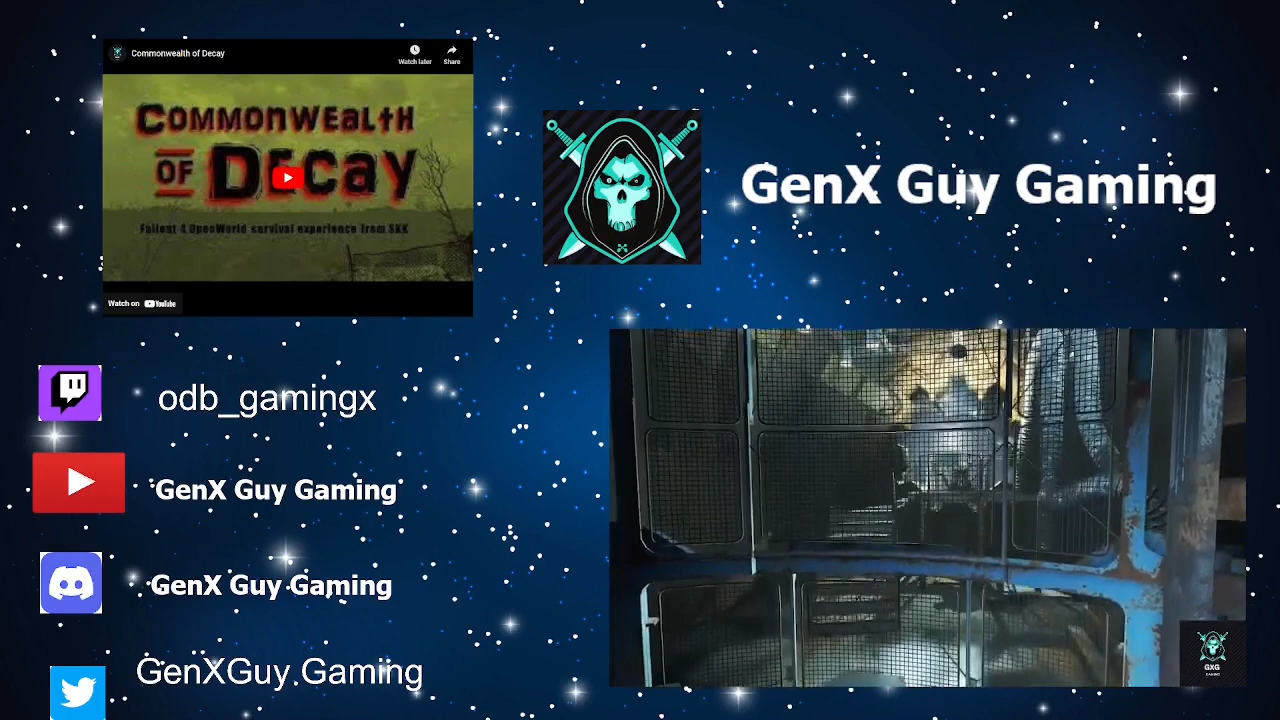 Commonwealth of Decay
Watch later
Share
COMMONWEALTH
OF DECAY
Fallout 4 OpenWorld survival experience from SKK
Watch on YouTube
GenX Guy Gaming
odb_gamingx
GenX Guy Gaming
GenX Guy Gaming
GenXGuy.Gaming
GXG
GAMING